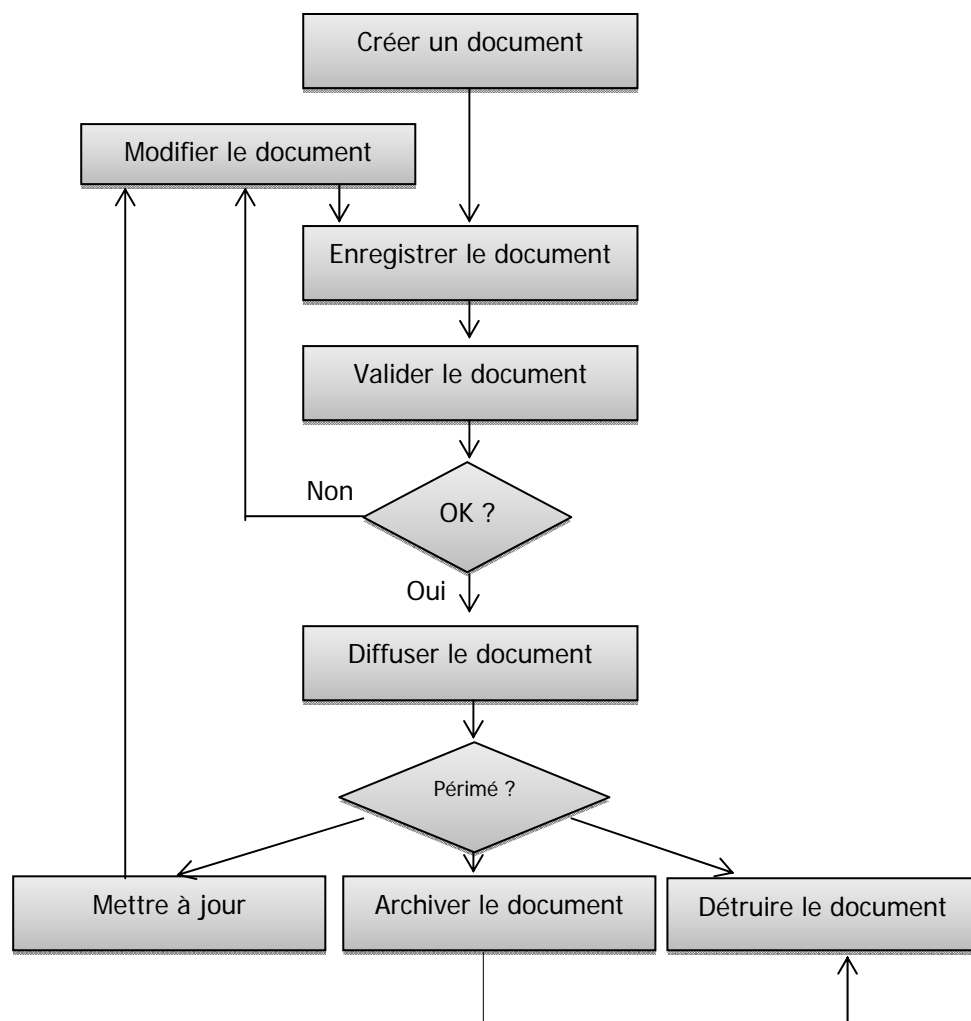 Créer un document
Modifier le document
Enregistrer le document
Valider le document
Non
OK ?
Oui
Diffuser le document
Périmé ?
Mettre à jour
Archiver le document
Détruire le document